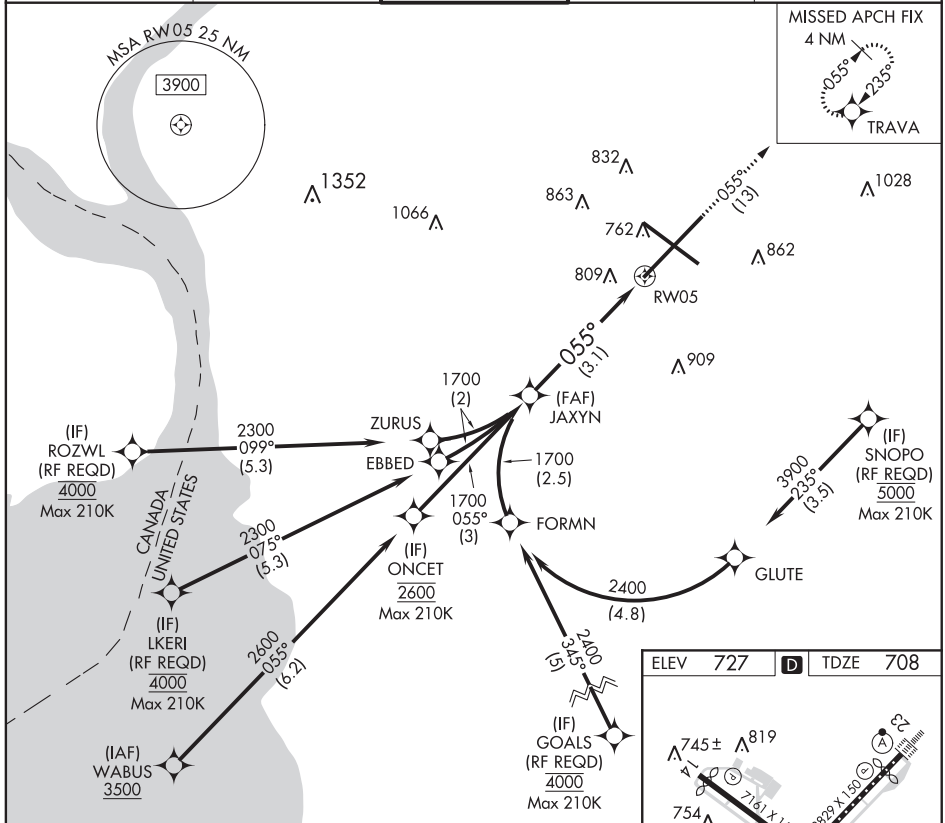 MSA RW05 25 NM
3900
MISSED APCH FIX
4 NM
055°
235°
TRAVA
1352
1066
832
863
762
809
862
1028
909
055°
(13)
RW05
055°
(3.1)
(FAF)
JAXYN
1700
(2)
ZURUS
EBBED
1700
(2.5)
1700
055°
(3)
FORMN
(IF)
ROZWL
(RF REQD)
4000
Max 210K
2300
099°
(5.3)
CANADA
UNITED STATES
2300
075°
(5.3)
(IF)
ONCET
2600
Max 210K
(IF)
SNOPO
(RF REQD)
5000
Max 210K
3900
235°
(3.5)
GLUTE
2400
(4.8)
(IF)
LKERI
(RF REQD)
4000
Max 210K
2600
055°
(6.2)
2400
345°
(5)
(IAF)
WABUS
3500
(IF)
GOALS
(RF REQD)
4000
Max 210K
ELEV 727
D
TDZE 708
745±
819
14
P
A
23
P
754